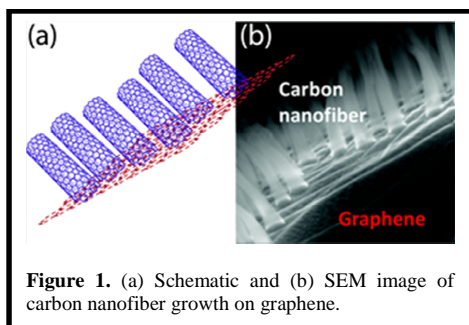 (a)
(b)
Carbon
nanofiber
Graphene
Figure 1. (a) Schematic and (b) SEM image of
carbon nanofiber growth on graphene.